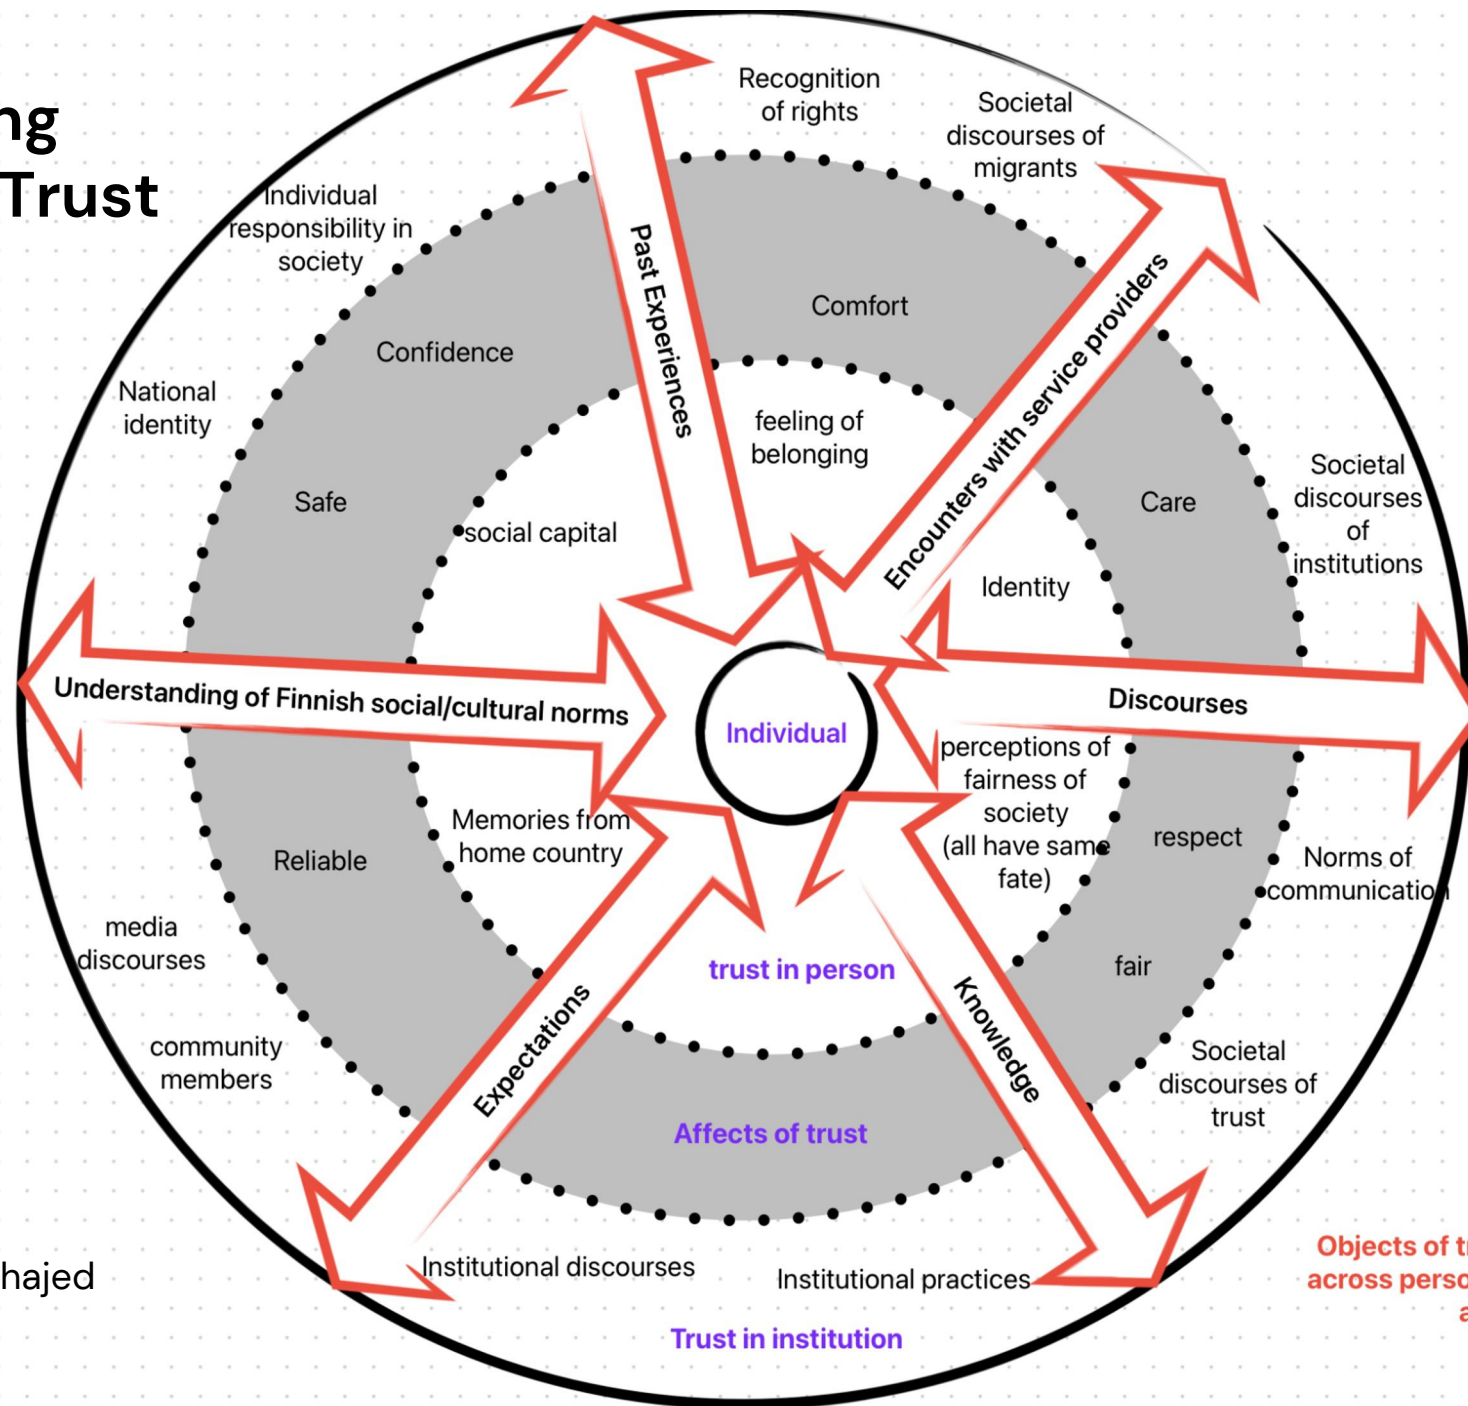 ng
Trust
Recognition
of rights
Societal
discourses of
migrants
Individual
responsibility in
society
Past Experiences
Encounters with service providers
Comfort
Confidence
National
identity
feeling of
belonging
Safe
Care
Societal
discourses
of
institutions
social capital
Identity
Understanding of Finnish social/cultural norms
Discourses
Individual
perceptions of
fairness of
society
(all have same
fate)
Memories from
home country
respect
Reliable
Norms of
communication
media
discourses
trust in person
fair
Expectations
Knowledge
community
members
Societal
discourses of
trust
Affects of trust
Institutional discourses
Institutional practices
hajed
Objects of t
across perso
a
Trust in institution